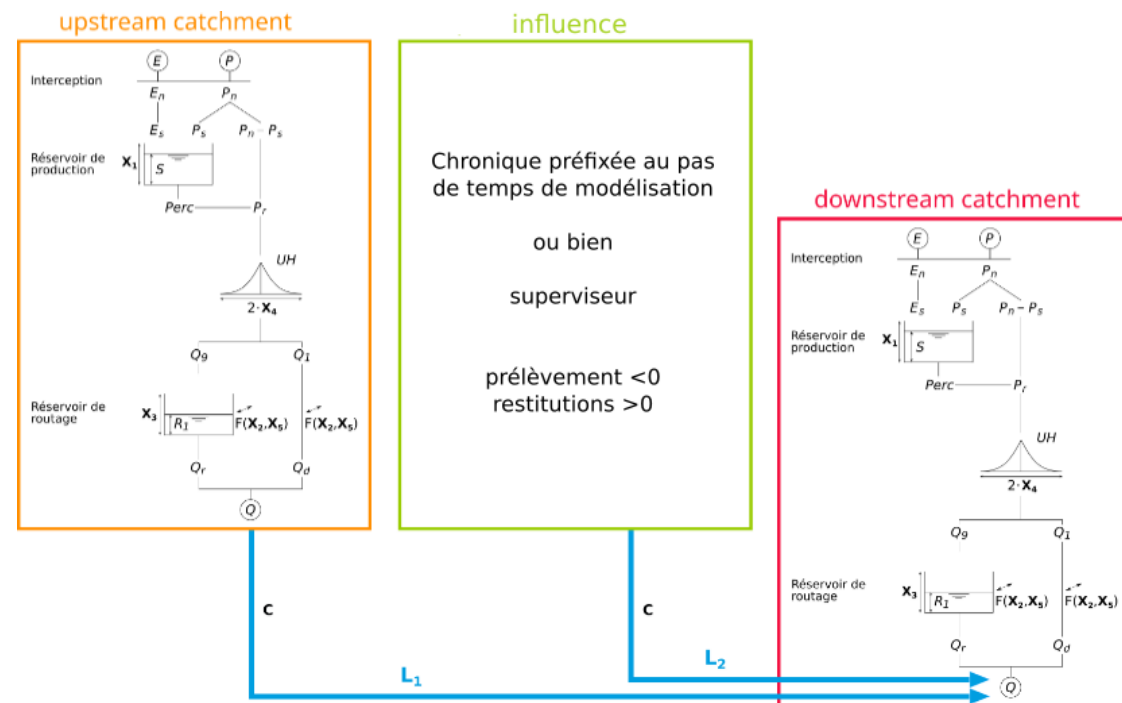 upstream catchment
influence
E P
Interception
En Pn
Es Ps Pn – Ps
Réservoir de
production
X1
S
Perc Pr
UH
2·X4
Q9 Q1
Réservoir de
routage
X3
R1 F(X2,X5) F(X2,X5)
Qr Qd
Q
Chronique préfixée au pas
de temps de modélisation
ou bien
superviseur
prélèvement <0
restitutions >0
downstream catchment
E P
Interception
En Pn
Es Ps Pn – Ps
Réservoir de
production
X1
S
Perc Pr
UH
2·X4
Q9 Q1
Réservoir de
routage
X3
R1 F(X2,X5) F(X2,X5)
Qr Qd
Q
C
C
L1
L2